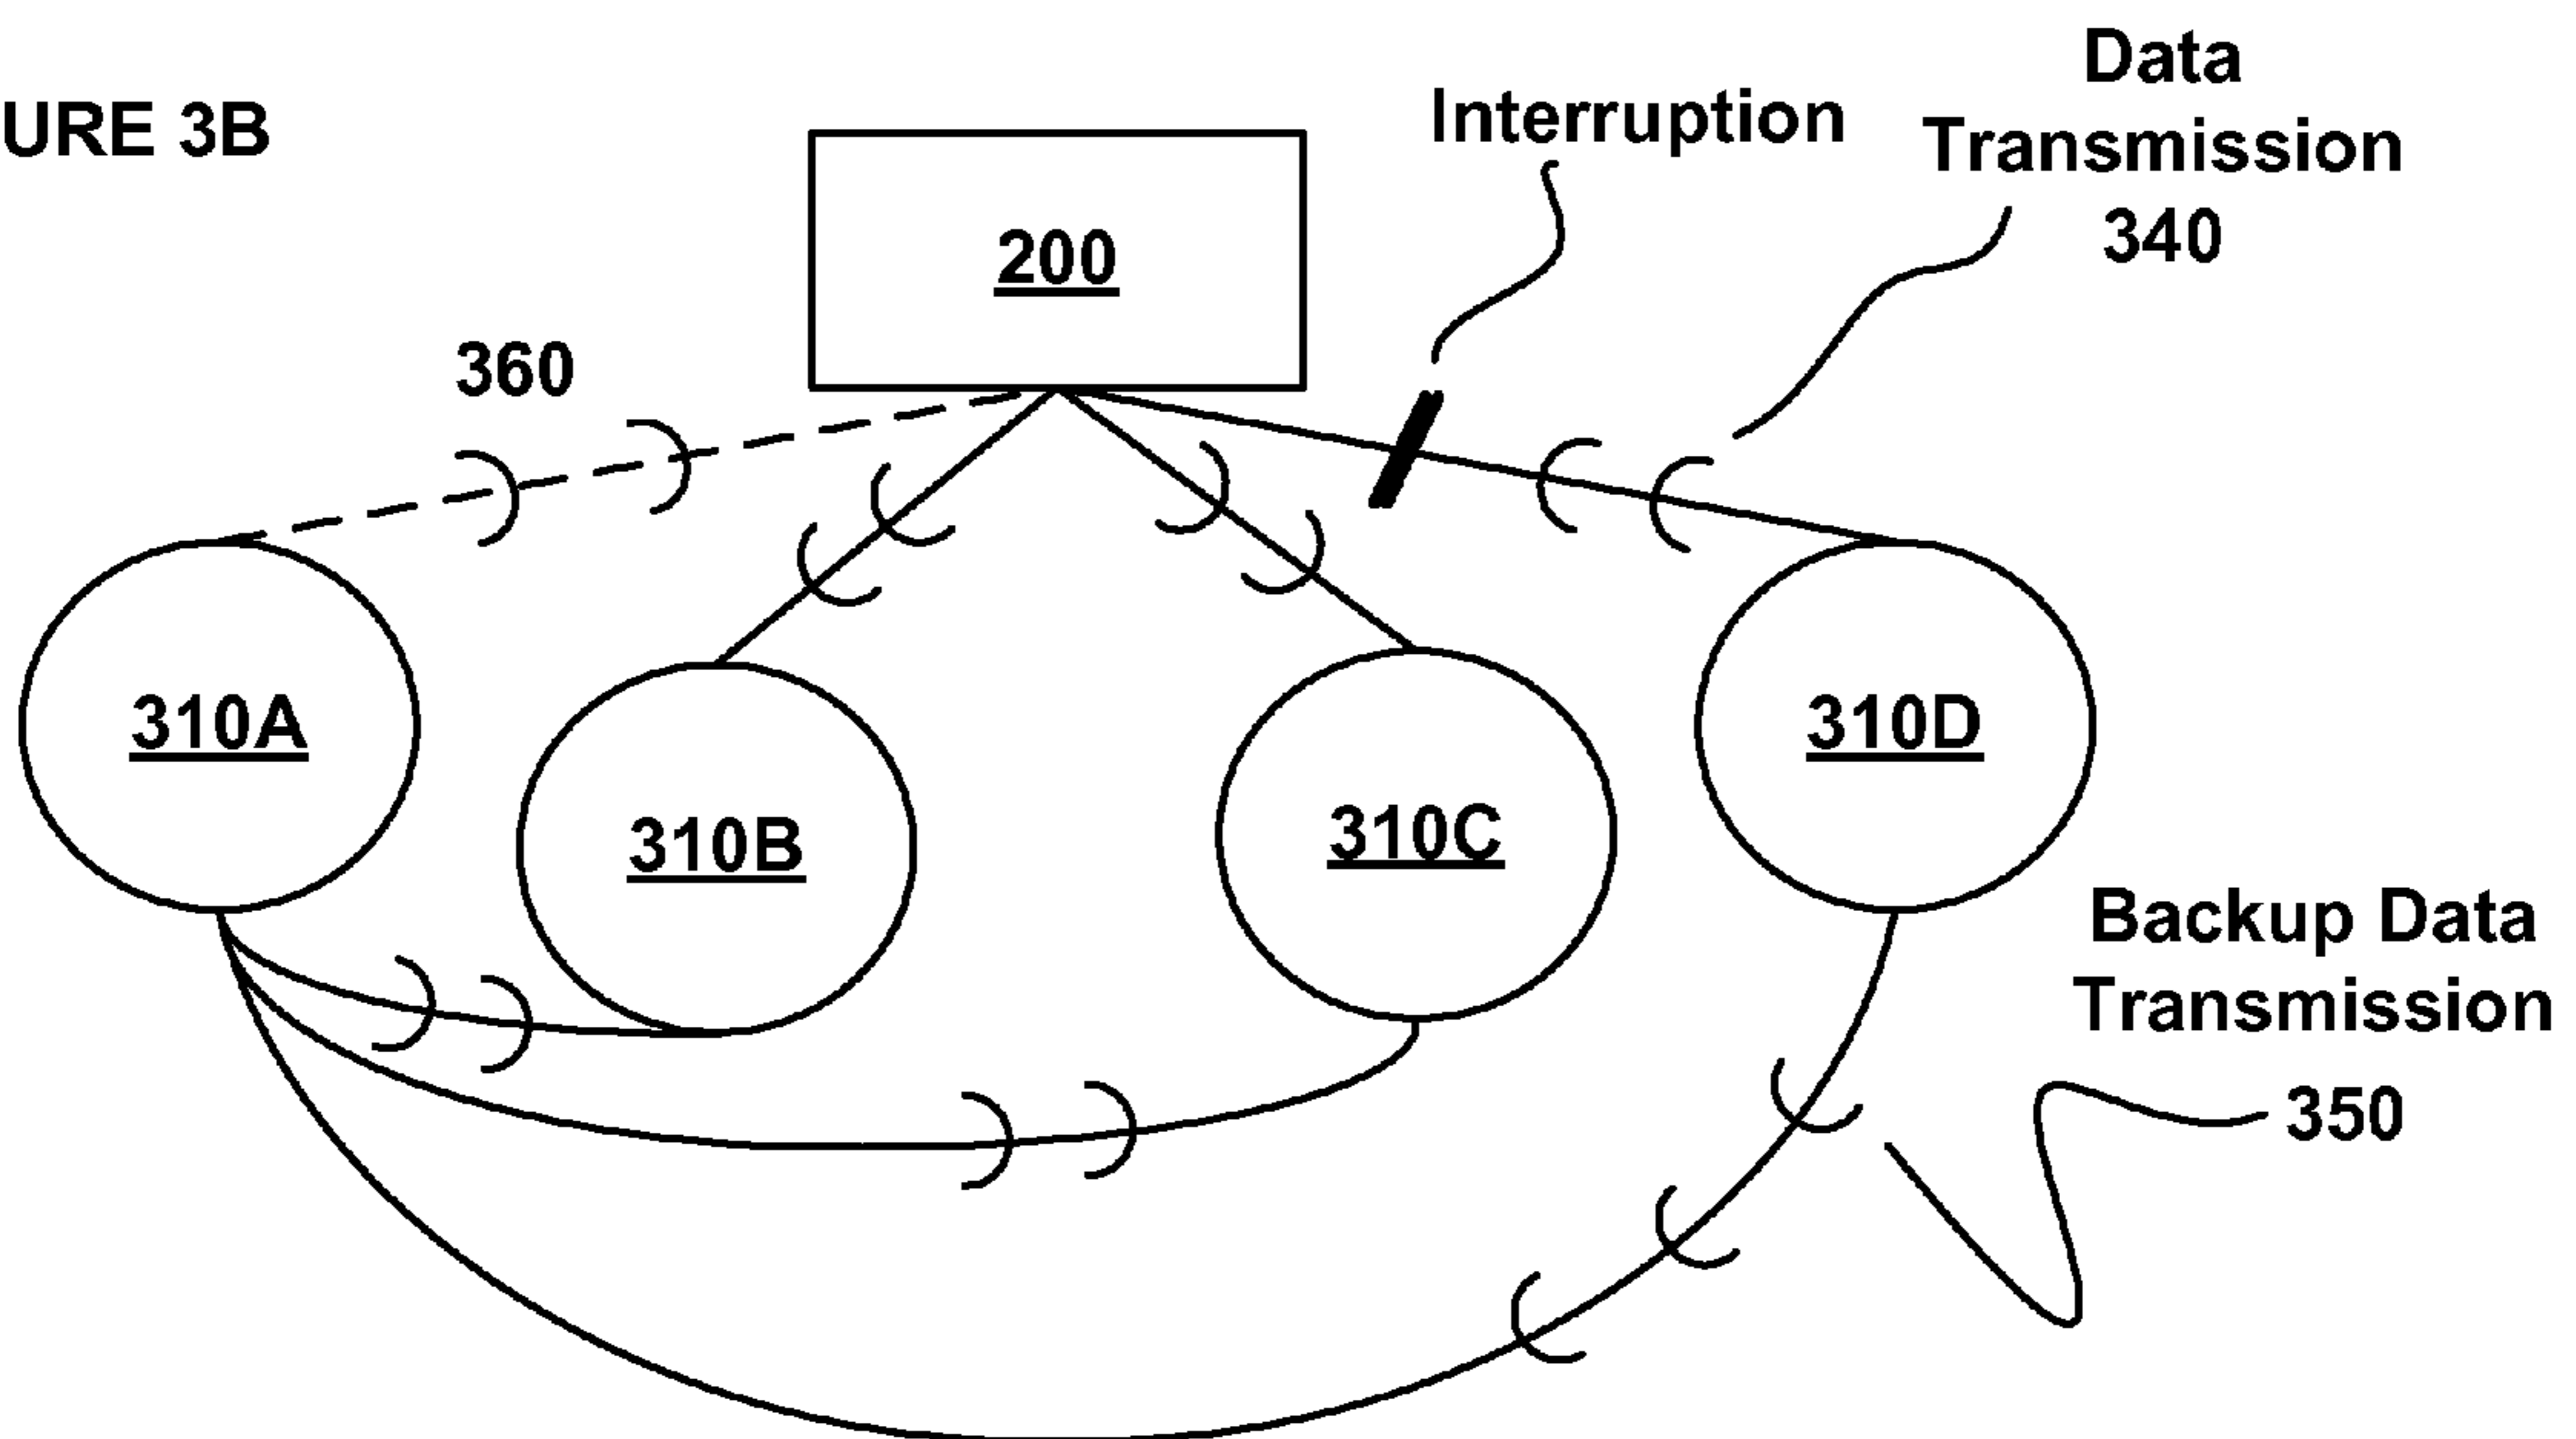 URE 3B
Interruption
Data
Transmission
340
200
360
310A
310B
310C
310D
Backup Data
Transmission
350